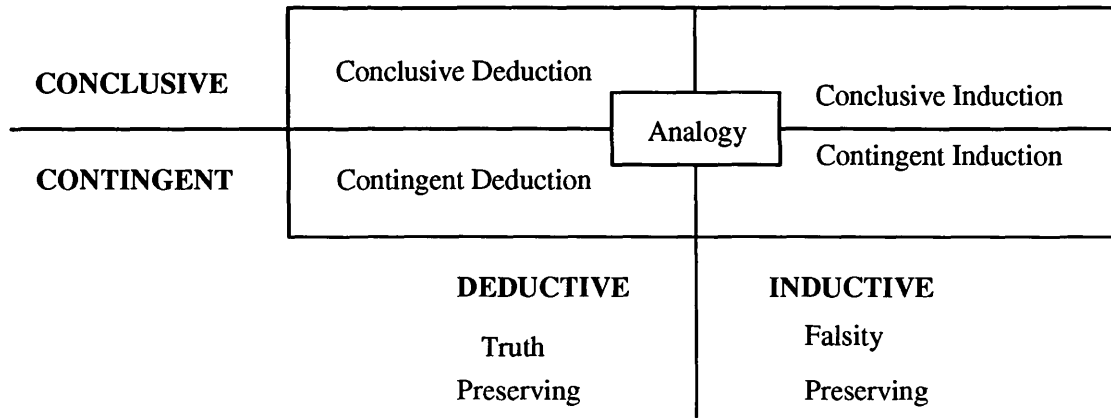 CONCLUSIVE
Conclusive Deduction
Conclusive Induction
Analogy
CONTINGENT
Contingent Deduction
Contingent Induction
DEDUCTIVE
INDUCTIVE
Truth
Preserving
Falsity
Preserving